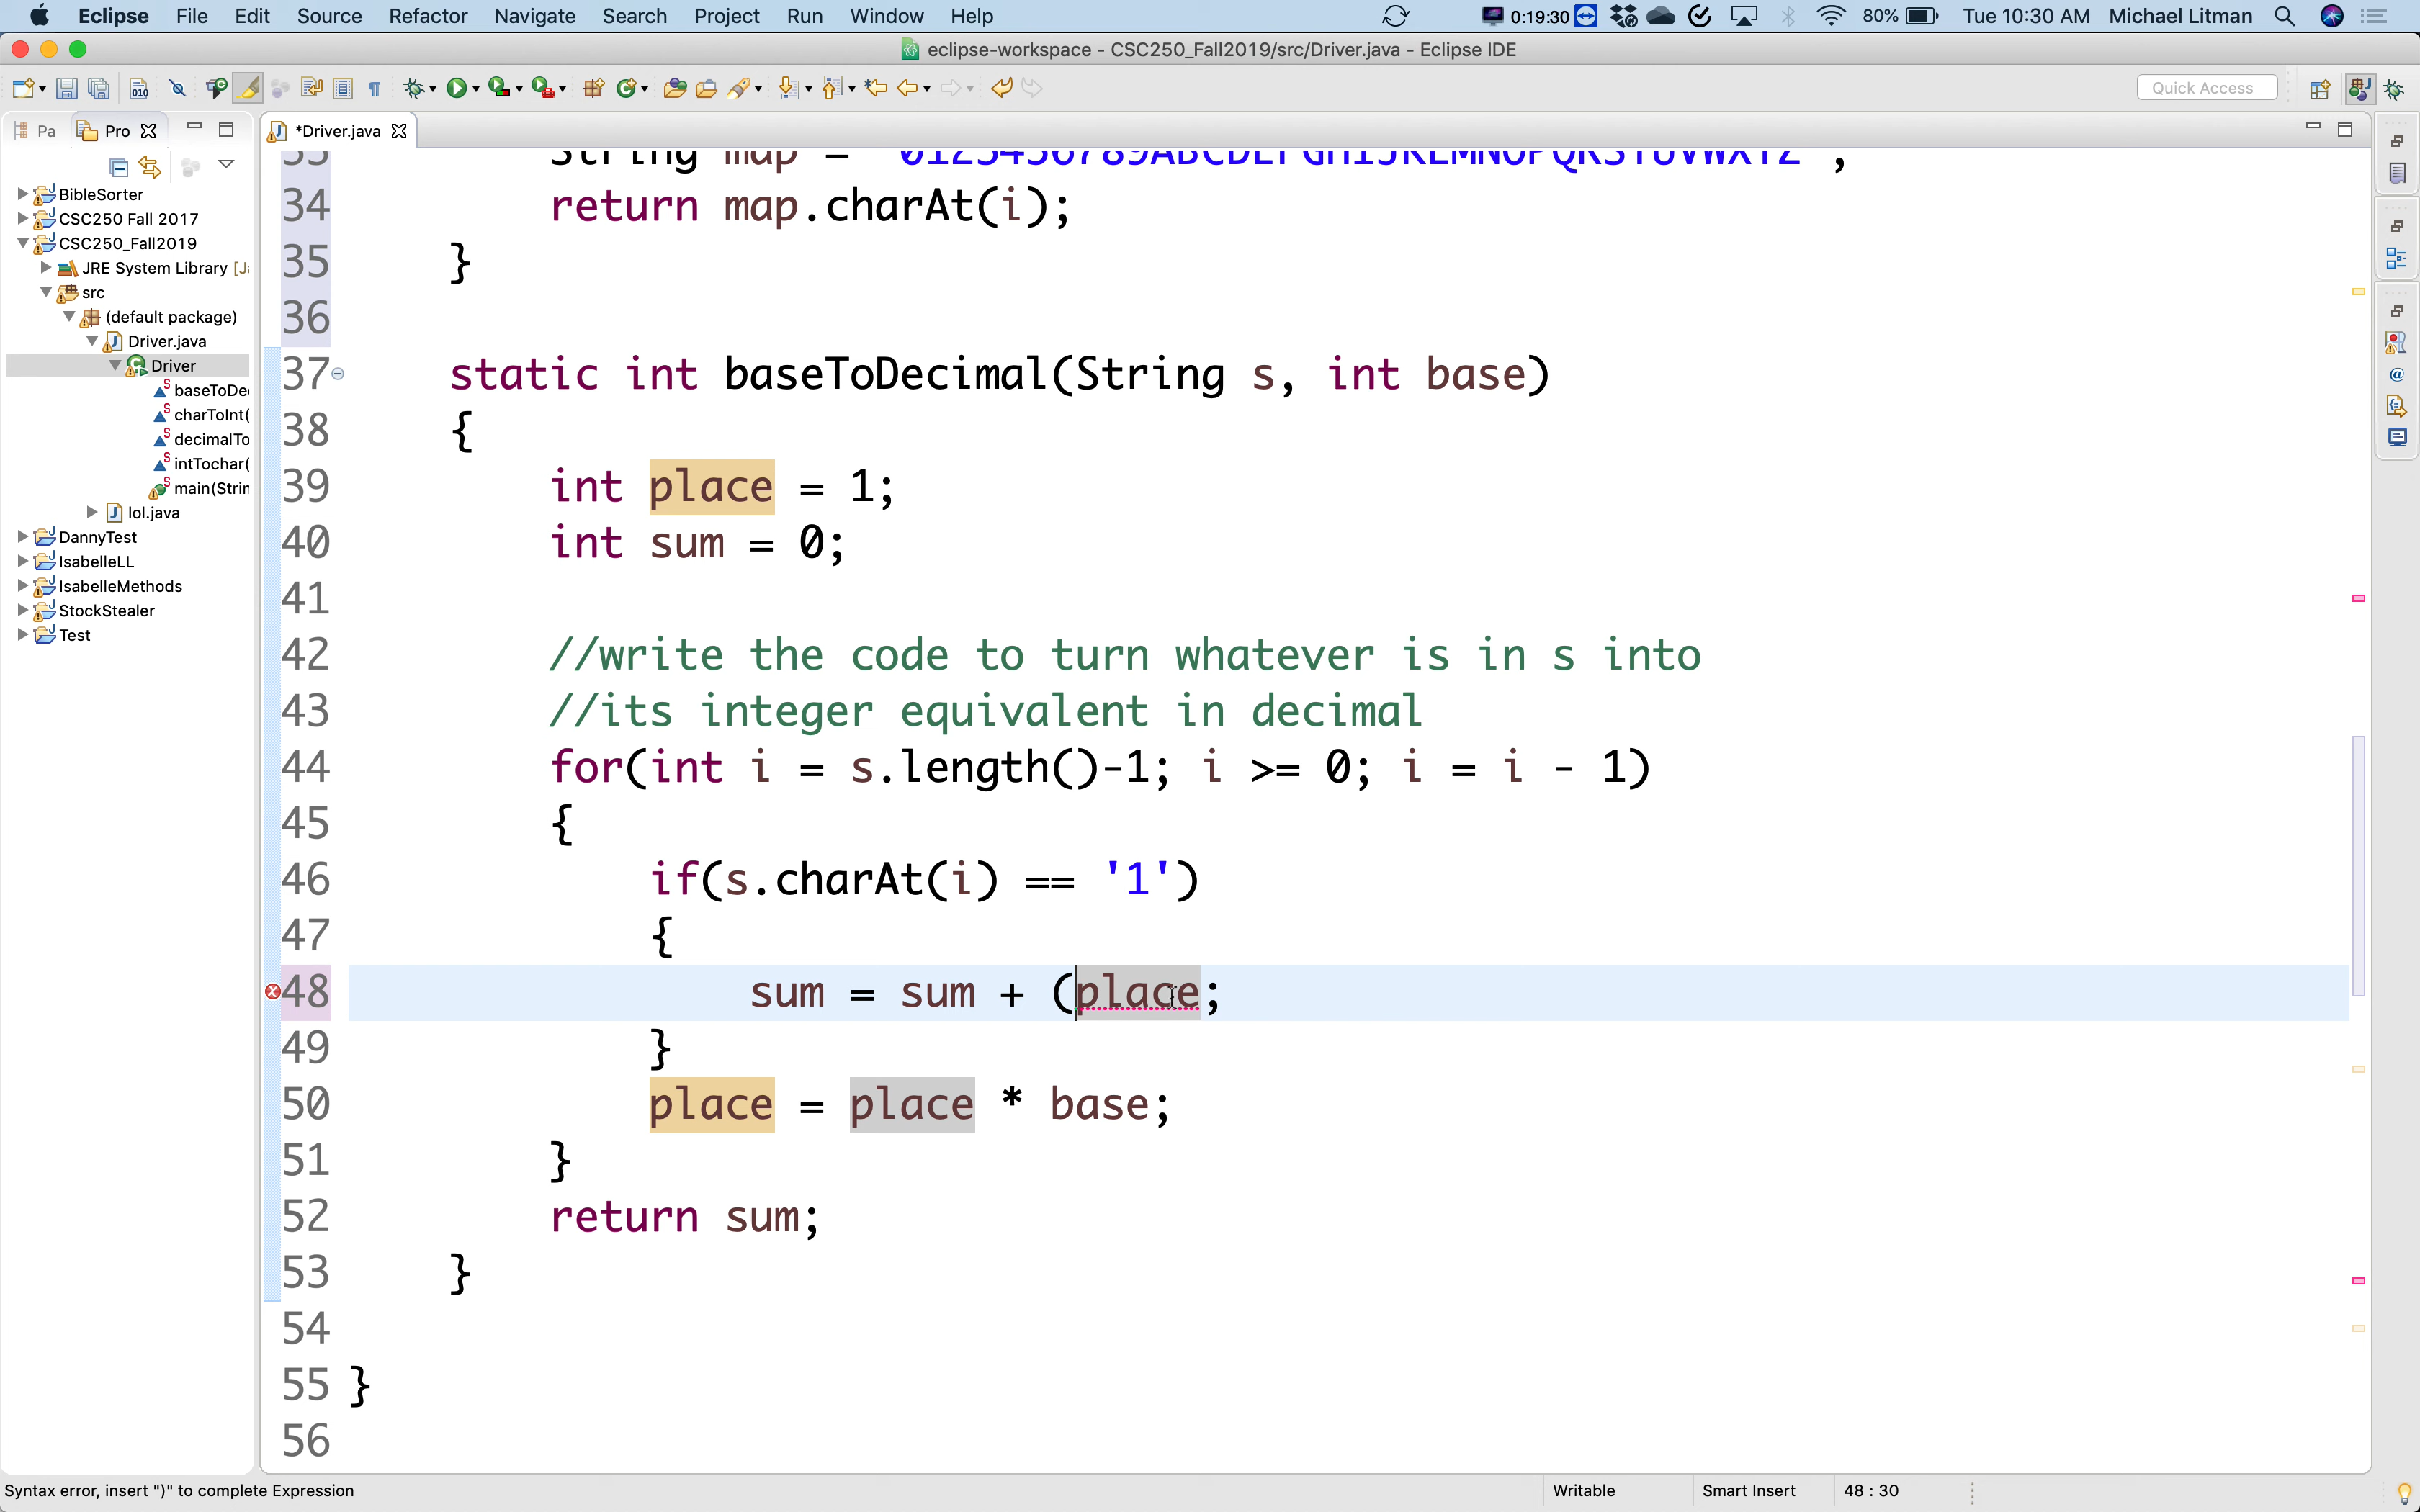 Eclipse File Edit Source Refactor Navigate Search Project Run Window Help 0:19:30 80% Tue 10:30 AM Michael Litman
eclipse-workspace - CSC250_Fall2019/src/Driver.java - Eclipse IDE
Quick Access
Pa Pro *Driver.java
BibleSorter
CSC250 Fall 2017
CSC250_Fall2019
JRE System Library [Ja
src
(default package)
Driver.java
Driver
baseToDe
charToInt(
decimalTo
intTochar(
main(Strin
lol.java
DannyTest
IsabelleLL
IsabelleMethods
StockStealer
Test
33 String map = "0123456789ABCDEFGHIJKLMNOPQRSTUVWXYZ";
34 return map.charAt(i);
35 }
36
37 static int baseToDecimal(String s, int base)
38 {
39 int place = 1;
40 int sum = 0;
41
42 //write the code to turn whatever is in s into
43 //its integer equivalent in decimal
44 for(int i = s.length()-1; i >= 0; i = i - 1)
45 {
46 if(s.charAt(i) == '1')
47 {
48 sum = sum + (place;
49 }
50 place = place * base;
51 }
52 return sum;
53 }
54
55 }
56
Syntax error, insert ")" to complete Expression Writable Smart Insert 48 : 30